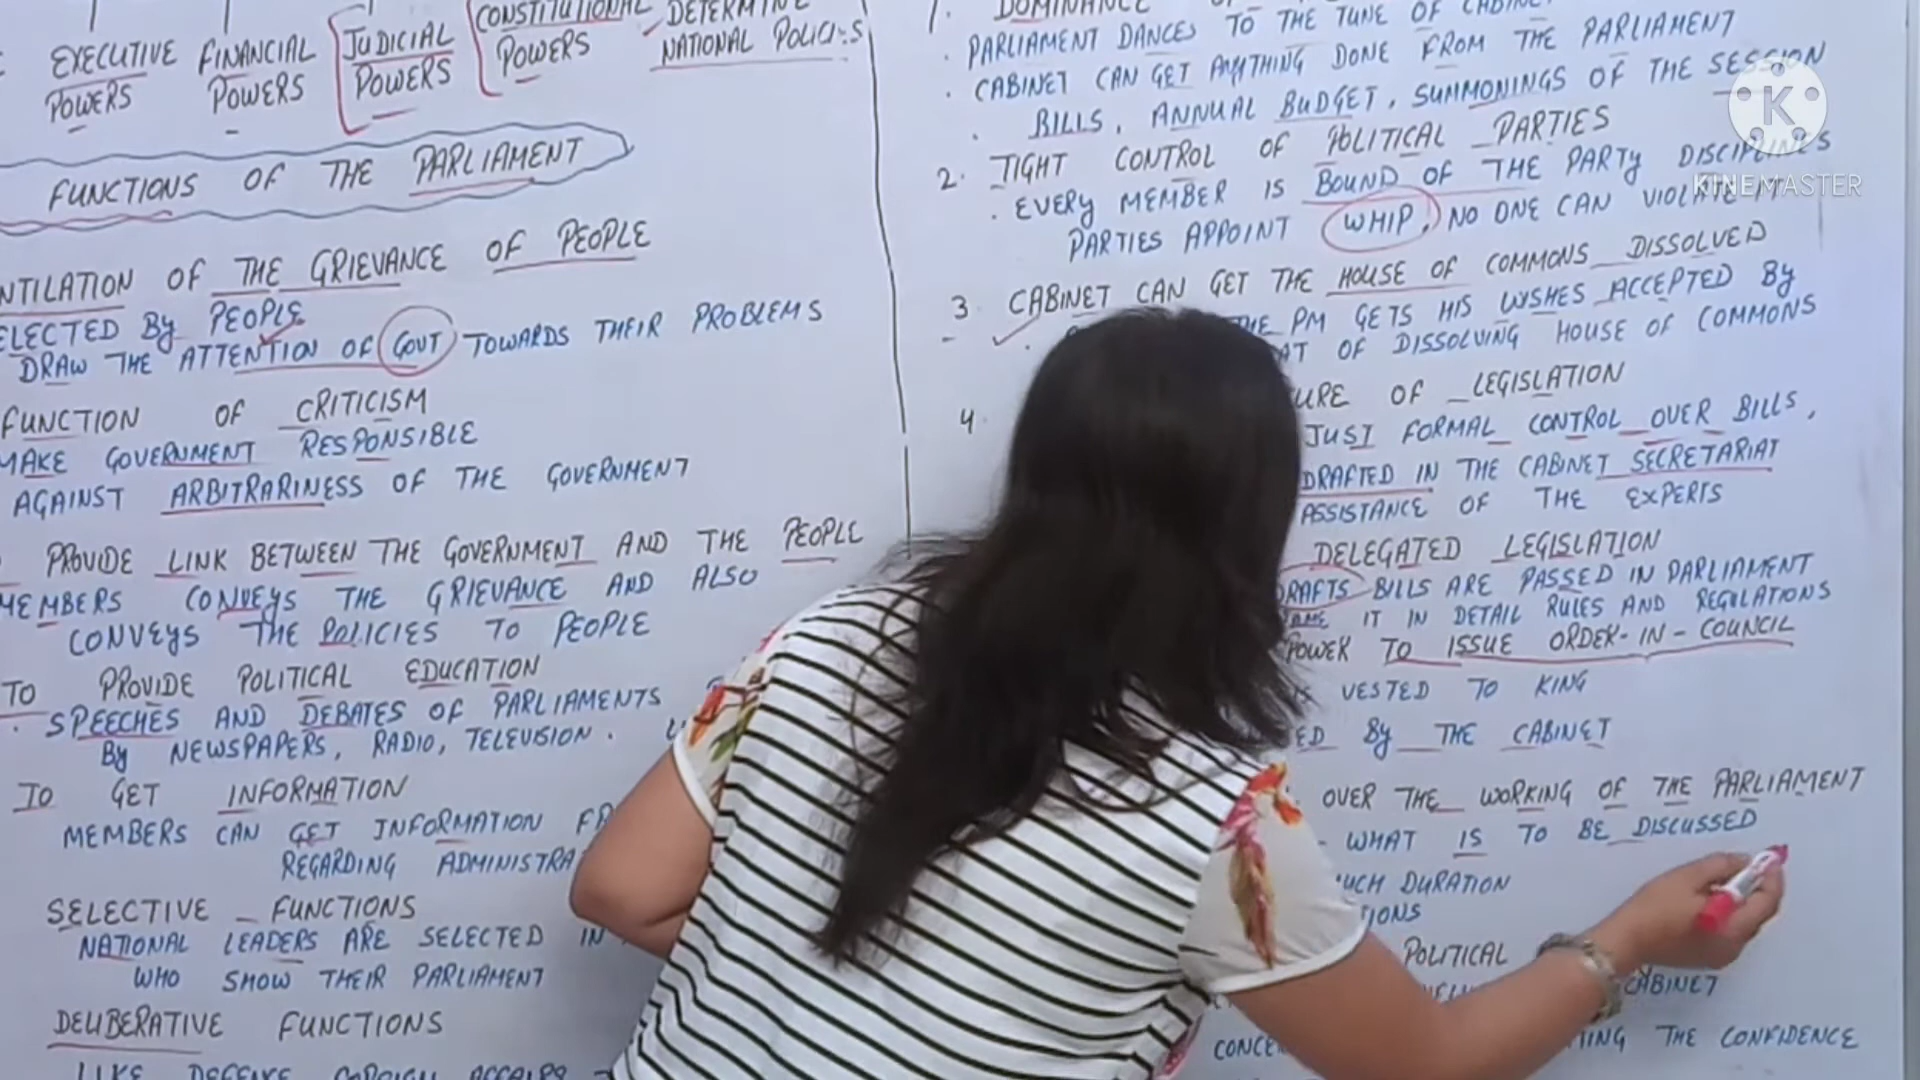 EXECUTIVE POWERS
FINANCIAL POWERS
JUDICIAL POWERS
CONSTITUTIONAL POWERS
DETERMINE NATIONAL POLICIES
FUNCTIONS OF THE PARLIAMENT
NTILATION OF THE GRIEVANCE OF PEOPLE
ELECTED BY PEOPLE
DRAW THE ATTENTION OF GOVT TOWARDS THEIR PROBLEMS
FUNCTION OF CRITICISM
MAKE GOVERNMENT RESPONSIBLE
AGAINST ARBITRARINESS OF THE GOVERNMENT
PROVIDE LINK BETWEEN THE GOVERNMENT AND THE PEOPLE
MEMBERS CONVEYS THE GRIEVANCE AND ALSO
CONVEYS THE POLICIES TO PEOPLE
TO PROVIDE POLITICAL EDUCATION
. SPEECHES AND DEBATES OF PARLIAMENTS
BY NEWSPAPERS, RADIO, TELEVISION.
TO GET INFORMATION
MEMBERS CAN GET INFORMATION FR
REGARDING ADMINISTRA
SELECTIVE FUNCTIONS
NATIONAL LEADERS ARE SELECTED IN
WHO SHOW THEIR PARLIAMENT
DELIBERATIVE FUNCTIONS
LIKE DEFENCE FOREIGN AFFAIRS
1. DOMINANCE
. PARLIAMENT DANCES TO THE TUNE OF CABINE
. CABINET CAN GET ANYTHING DONE FROM THE PARLIAMENT
. BILLS, ANNUAL BUDGET, SUMMONINGS OF THE SESSION
2. TIGHT CONTROL OF POLITICAL PARTIES
. EVERY MEMBER IS BOUND OF THE PARTY DISCIPLINES
PARTIES APPOINT WHIP, NO ONE CAN VIOLATE
3. CABINET CAN GET THE HOUSE OF COMMONS DISSOLVED
THE PM GETS HIS WISHES ACCEPTED BY
AT OF DISSOLVING HOUSE OF COMMONS
4. URE OF LEGISLATION
JUST FORMAL CONTROL OVER BILLS,
DRAFTED IN THE CABINET SECRETARIAT
ASSISTANCE OF THE EXPERTS
DELEGATED LEGISLATION
DRAFTS BILLS ARE PASSED IN PARLIAMENT
IT IN DETAIL RULES AND REGULATIONS
POWER TO ISSUE ORDER-IN-COUNCIL
IS VESTED TO KING
ED BY THE CABINET
OVER THE WORKING OF THE PARLIAMENT
- WHAT IS TO BE DISCUSSED
UCH DURATION
TIONS
POLITICAL
CABINET
CONCE TING THE CONFIDENCE
K
KINEMASTER